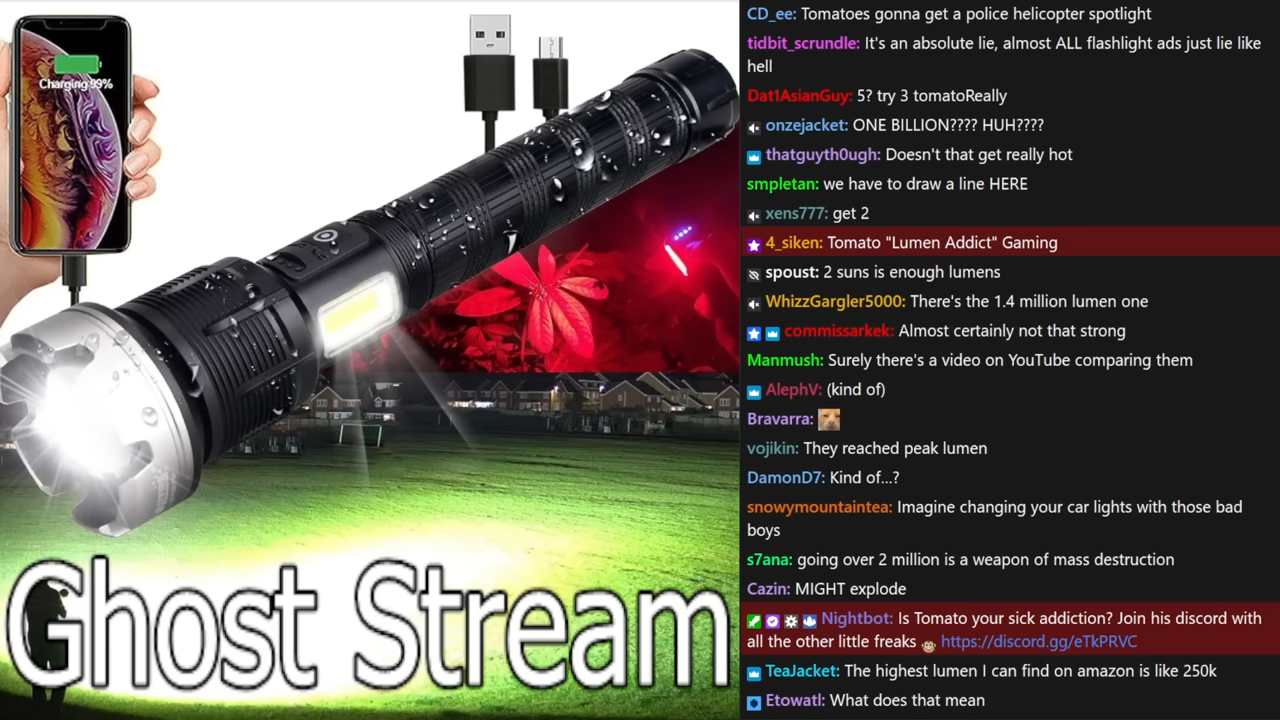 Charging 99%
Ghost Stream
CD_ee: Tomatoes gonna get a police helicopter spotlight
tidbit_scrundle: It's an absolute lie, almost ALL flashlight ads just lie like
hell
Dat1AsianGuy: 5? try 3 tomatoReally
onzejacket: ONE BILLION???? HUH????
thatguyth0ugh: Doesn't that get really hot
smpletan: we have to draw a line HERE
xens777: get 2
4_siken: Tomato "Lumen Addict" Gaming
spoust: 2 suns is enough lumens
WhizzGargler5000: There's the 1.4 million lumen one
commissarkek: Almost certainly not that strong
Manmush: Surely there's a video on YouTube comparing them
AlephV: (kind of)
Bravarra:
vojikin: They reached peak lumen
DamonD7: Kind of...?
snowymountaintea: Imagine changing your car lights with those bad
boys
s7ana: going over 2 million is a weapon of mass destruction
Cazin: MIGHT explode
Nightbot: Is Tomato your sick addiction? Join his discord with
all the other little freaks https://discord.gg/eTkPRVC
TeaJacket: The highest lumen I can find on amazon is like 250k
Etowatl: What does that mean